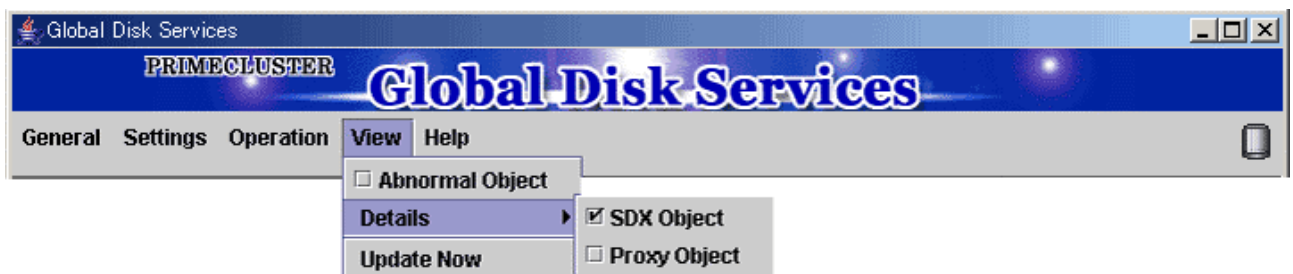 Global Disk Services
PRIMECLUSTER
Global Disk Services
General Settings Operation View Help
Abnormal Object
Details SDX Object
Update Now Proxy Object